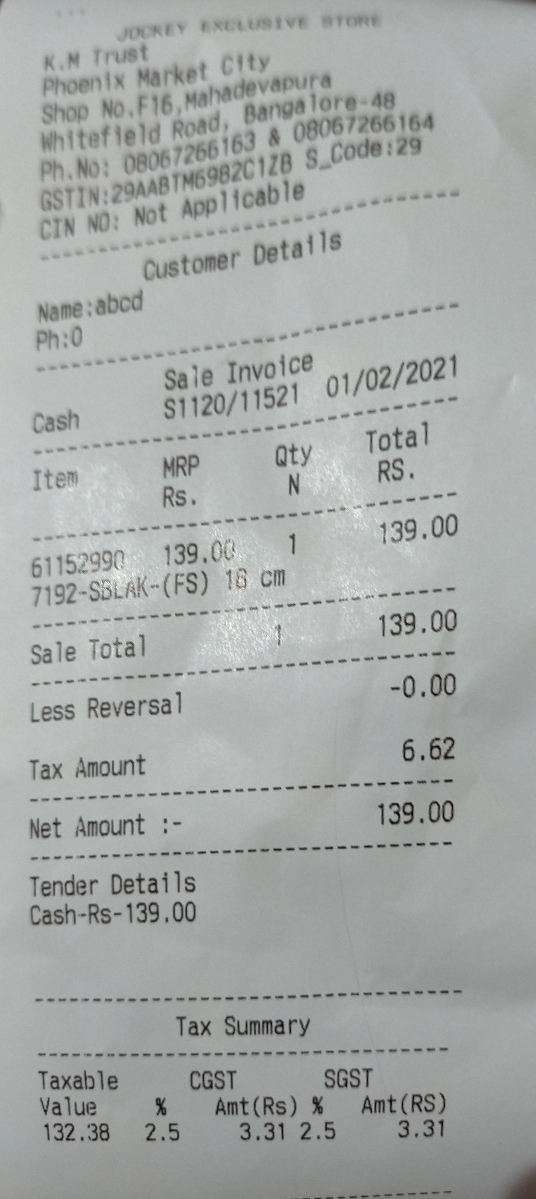 JOCKEY EXCLUSIVE STORE
K.M Trust
Phoenix Market City
Shop No.F16,Mahadevapura
Whitefield Road, Bangalore-48
Ph.No: 08067266163 & 08067266164
GSTIN:29AABTM6982C1ZB S_Code:29
CIN NO: Not Applicable
Customer Details
Name:abcd
Ph:0
Sale Invoice
Cash S1120/11521 01/02/2021
Item MRP Qty Total
Rs. N RS.
61152990 139.00 1 139.00
7192-SBLAK-(FS) 18 cm
Sale Total 1 139.00
Less Reversal -0.00
Tax Amount 6.62
Net Amount :- 139.00
Tender Details
Cash-Rs-139.00
Tax Summary
Taxable CGST SGST
Value % Amt(Rs) % Amt(RS)
132.38 2.5 3.31 2.5 3.31